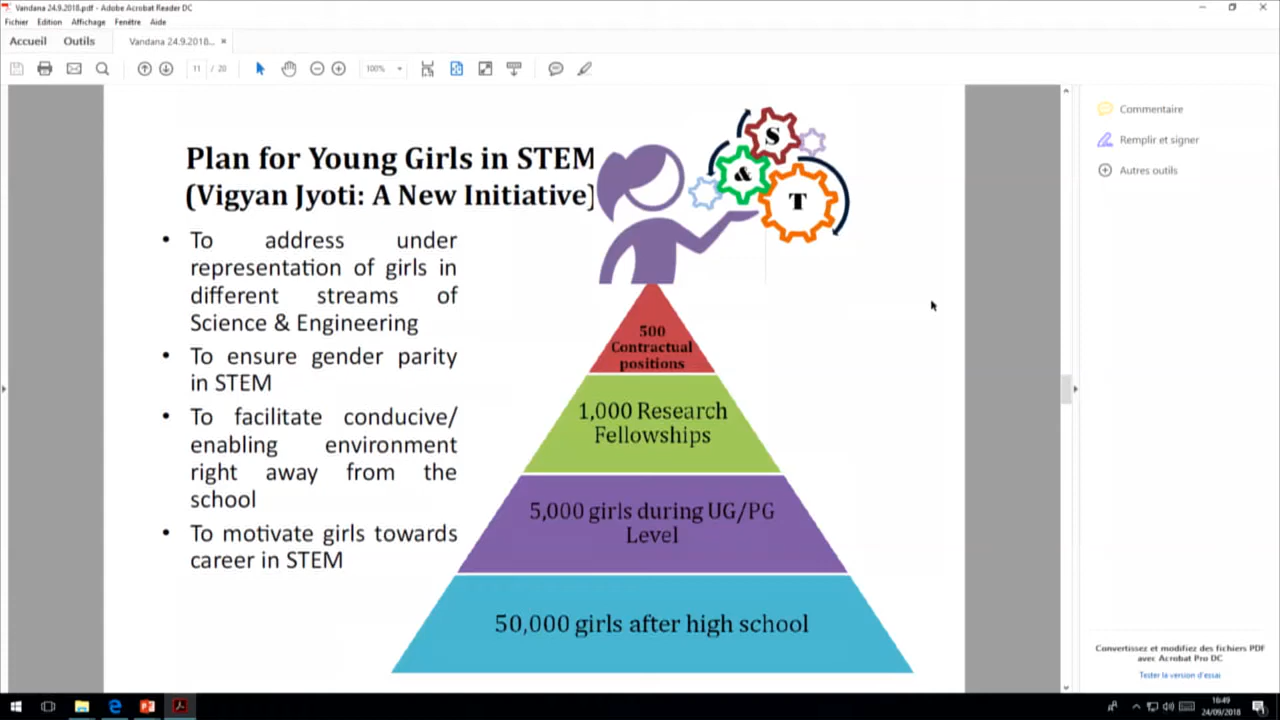 Vandana 24.9.2018.pdf - Adobe Acrobat Reader DC
Fichier Edition Affichage Fenêtre Aide
Accueil Outils Vandana 24.9.2018... ×
11 / 20 100%
Commentaire
Remplir et signer
Autres outils
Plan for Young Girls in STEM
(Vigyan Jyoti: A New Initiative)
S
&
T
• To address under
representation of girls in
different streams of
Science & Engineering
• To ensure gender parity
in STEM
• To facilitate conducive/
enabling environment
right away from the
school
• To motivate girls towards
career in STEM
500
Contractual
positions
1,000 Research
Fellowships
5,000 girls during UG/PG
Level
50,000 girls after high school
Convertissez et modifiez des fichiers PDF
avec Acrobat Pro DC
Tester la version d'essai
16:49
24/09/2018